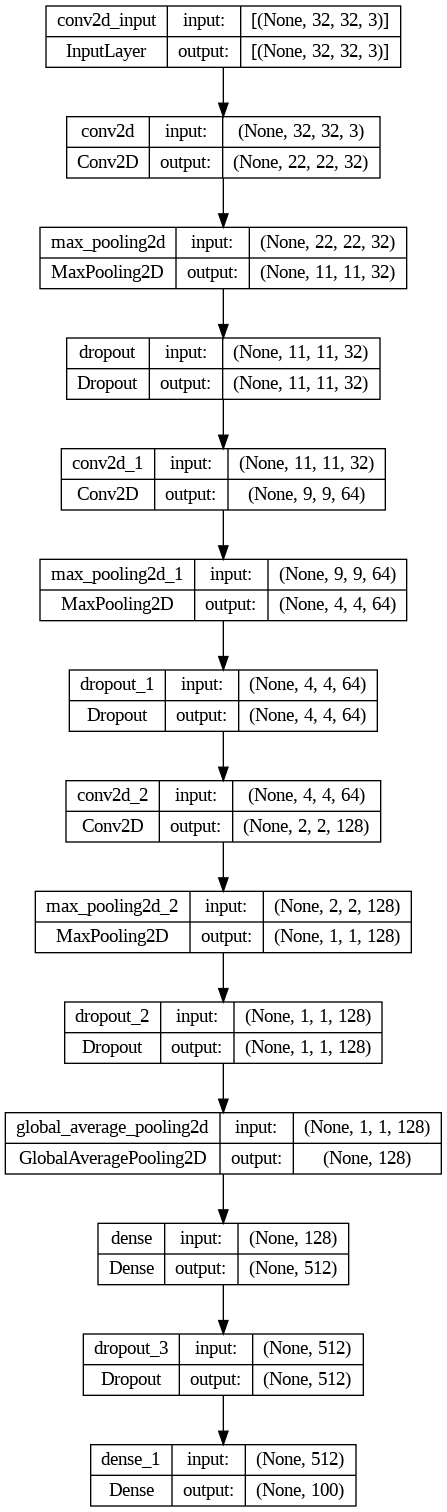 conv2d_input input: [(None, 32, 32, 3)]
InputLayer output: [(None, 32, 32, 3)]
conv2d input: (None, 32, 32, 3)
Conv2D output: (None, 22, 22, 32)
max_pooling2d input: (None, 22, 22, 32)
MaxPooling2D output: (None, 11, 11, 32)
dropout input: (None, 11, 11, 32)
Dropout output: (None, 11, 11, 32)
conv2d_1 input: (None, 11, 11, 32)
Conv2D output: (None, 9, 9, 64)
max_pooling2d_1 input: (None, 9, 9, 64)
MaxPooling2D output: (None, 4, 4, 64)
dropout_1 input: (None, 4, 4, 64)
Dropout output: (None, 4, 4, 64)
conv2d_2 input: (None, 4, 4, 64)
Conv2D output: (None, 2, 2, 128)
max_pooling2d_2 input: (None, 2, 2, 128)
MaxPooling2D output: (None, 1, 1, 128)
dropout_2 input: (None, 1, 1, 128)
Dropout output: (None, 1, 1, 128)
global_average_pooling2d input: (None, 1, 1, 128)
GlobalAveragePooling2D output: (None, 128)
dense input: (None, 128)
Dense output: (None, 512)
dropout_3 input: (None, 512)
Dropout output: (None, 512)
dense_1 input: (None, 512)
Dense output: (None, 100)